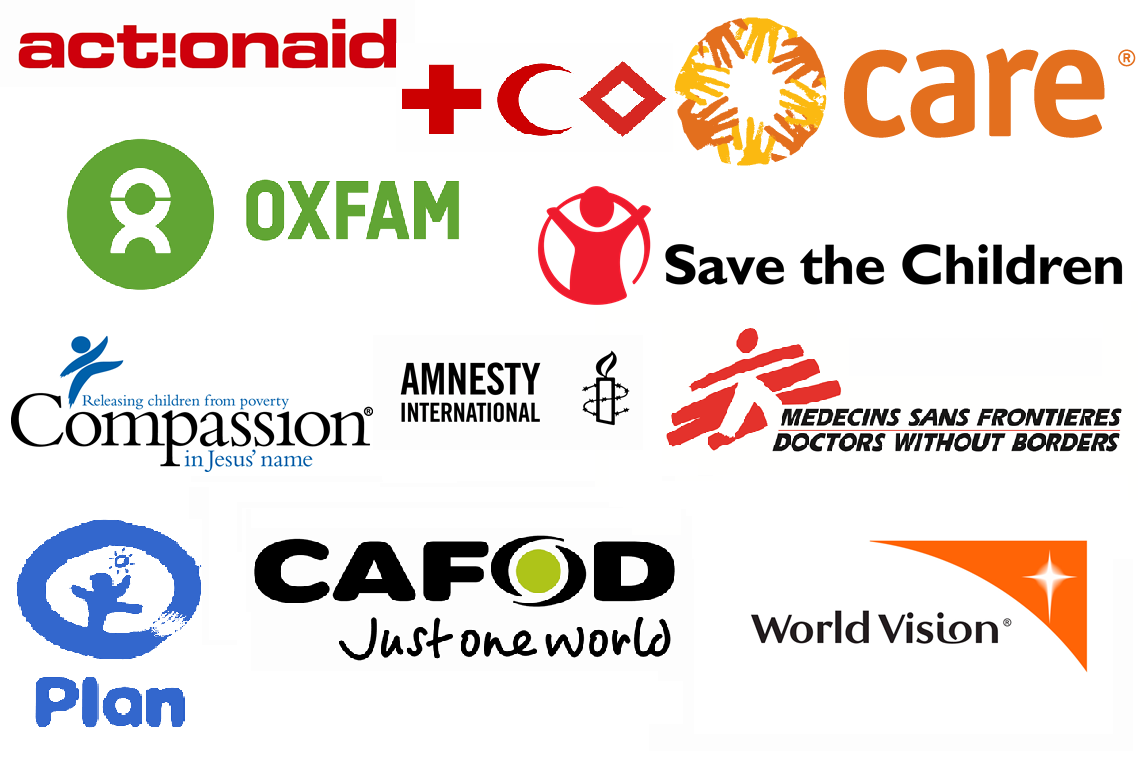 act!onaid
care®
OXFAM
Save the Children
Releasing children from poverty
Compassion®
in Jesus' name
AMNESTY
INTERNATIONAL
MEDECINS SANS FRONTIERES
DOCTORS WITHOUT BORDERS
Plan
CAFOD
Just one world
World Vision®